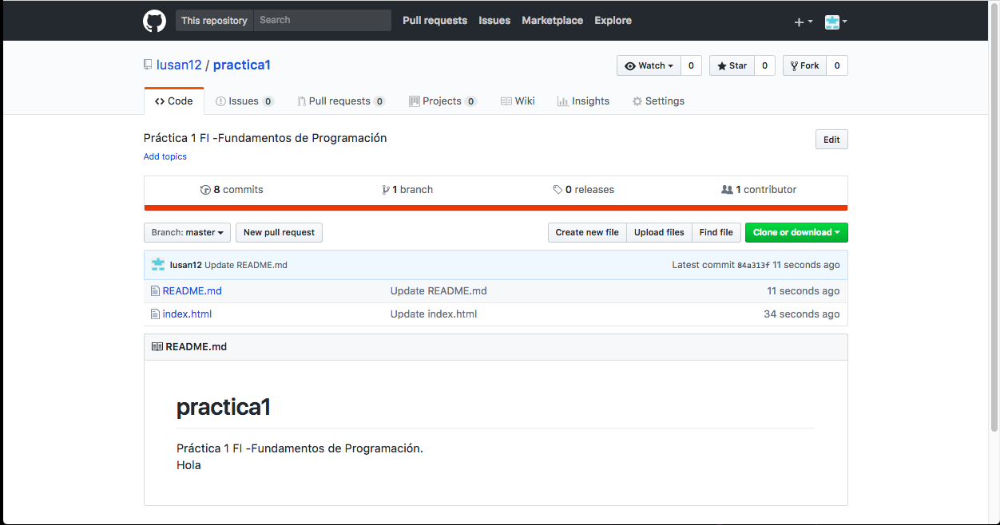 This repository Search Pull requests Issues Marketplace Explore
lusan12 / practica1
Watch 0 Star 0 Fork 0
Code Issues 0 Pull requests 0 Projects 0 Wiki Insights Settings
Práctica 1 FI -Fundamentos de Programación Edit
Add topics
8 commits 1 branch 0 releases 1 contributor
Branch: master New pull request Create new file Upload files Find file Clone or download
lusan12 Update README.md Latest commit 84a313f 11 seconds ago
README.md Update README.md 11 seconds ago
index.html Update index.html 34 seconds ago
README.md
practica1
Práctica 1 FI -Fundamentos de Programación.
Hola